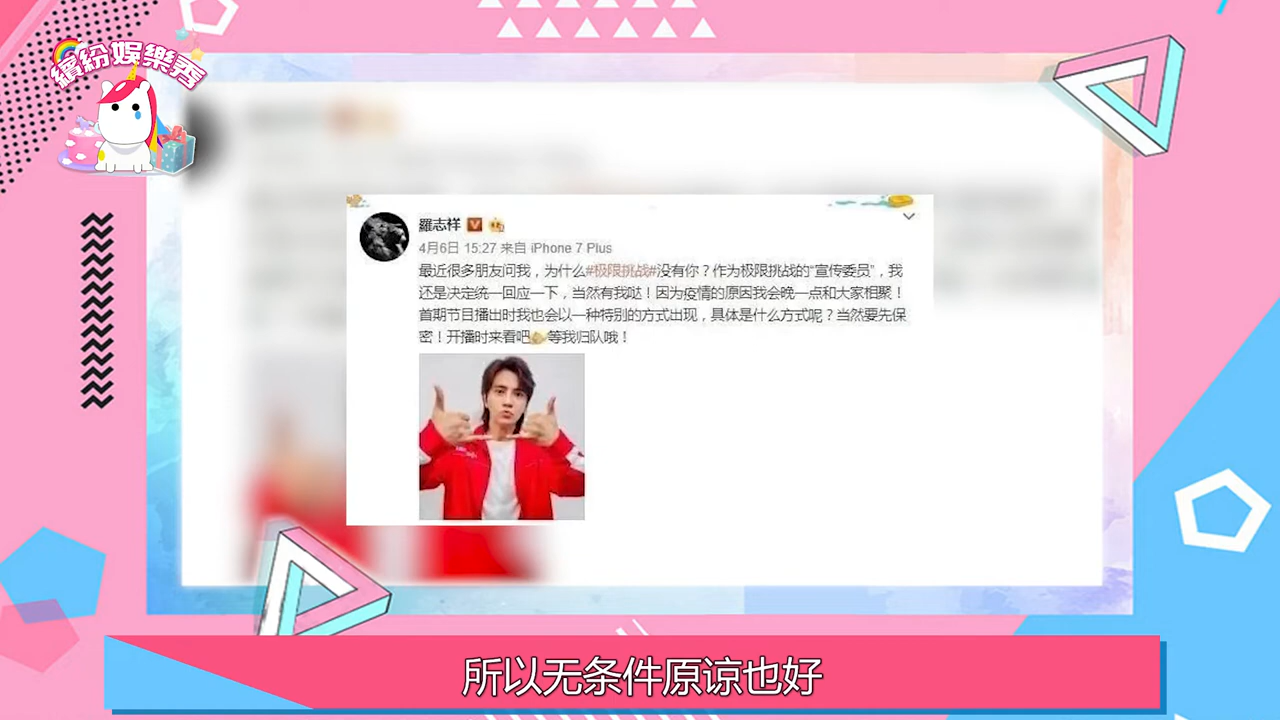 繽紛娛樂秀
羅志祥
4月6日 15:27 来自 iPhone 7 Plus
最近很多朋友问我，为什么#极限挑战#没有你？作为极限挑战的“宣传委员”，我
还是决定统一回应一下，当然有我哒！因为疫情的原因我会晚一点和大家相聚！
首期节目播出时我也会以一种特别的方式出现，具体是什么方式呢？当然要先保
密！开播时来看吧等我归队哦！
所以无条件原谅也好